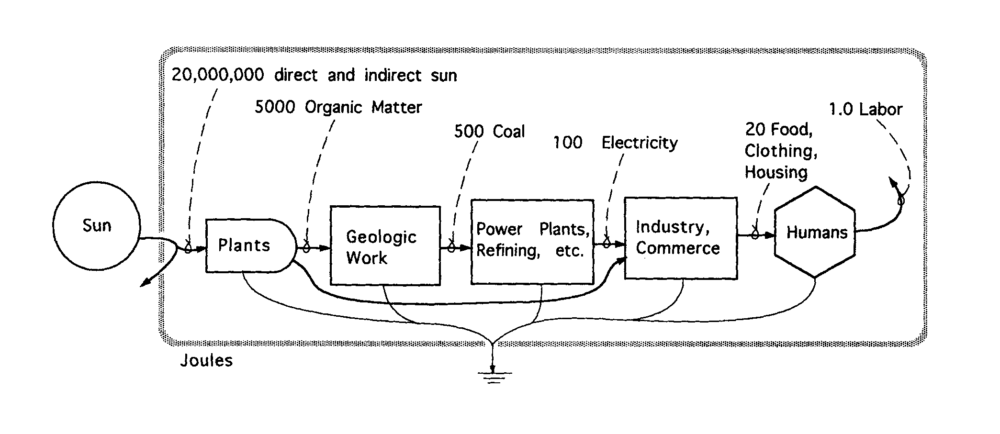 20,000,000 direct and indirect sun
5000 Organic Matter
500 Coal
100 Electricity
20 Food,
Clothing,
Housing
1.0 Labor
Sun
Plants
Geologic
Work
Power Plants,
Refining, etc.
Industry,
Commerce
Humans
Joules